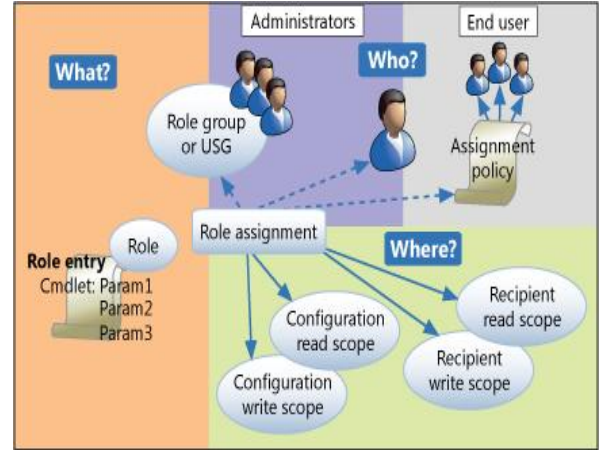 Administrators
End user
What?
Who?
Role group
or USG
Assignment
policy
Role assignment
Where?
Role
Role entry
Cmdlet: Param1
Param2
Param3
Configuration
read scope
Recipient
read scope
Configuration
write scope
Recipient
write scope